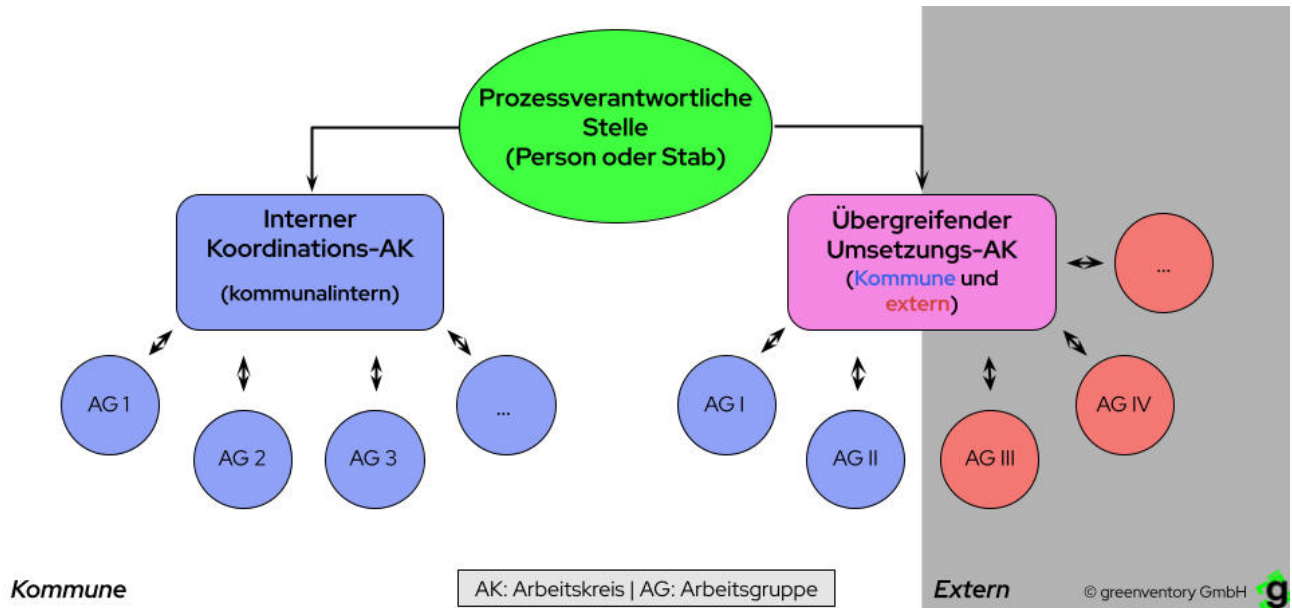 Prozessverantwortliche
Stelle
(Person oder Stab)
Interner
Koordinations-AK
(kommunalintern)
Übergreifender
Umsetzungs-AK
(Kommune und
extern)
...
AG 1
AG 2
AG 3
...
AG I
AG II
AG III
AG IV
Kommune
AK: Arbeitskreis | AG: Arbeitsgruppe
Extern
© greenventory GmbH
g